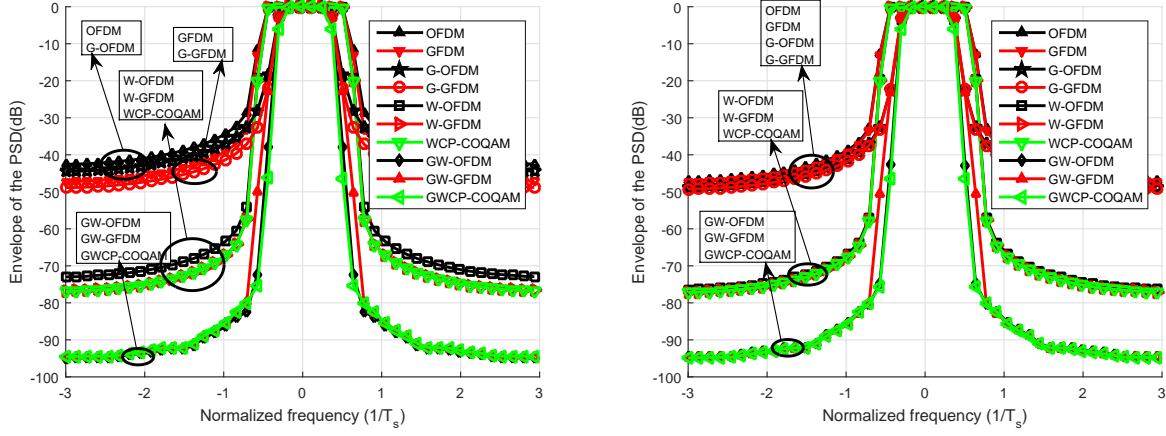 0
-10
-20
-30
-40
-50
-60
-70
-80
-90
-100
-3
-2
-1
0
1
2
3
Envelope of the PSD(dB)
Normalized frequency (1/T_s)
OFDM
G-OFDM
W-OFDM
W-GFDM
WCP-COQAM
GFDM
G-GFDM
GW-OFDM
GW-GFDM
GWCP-COQAM
OFDM
GFDM
G-OFDM
G-GFDM
W-OFDM
W-GFDM
WCP-COQAM
GW-OFDM
GW-GFDM
GWCP-COQAM
0
-10
-20
-30
-40
-50
-60
-70
-80
-90
-100
-3
-2
-1
0
1
2
3
Envelope of the PSD(dB)
Normalized frequency (1/T_s)
OFDM
GFDM
G-OFDM
G-GFDM
W-OFDM
W-GFDM
WCP-COQAM
GW-OFDM
GW-GFDM
GWCP-COQAM
OFDM
GFDM
G-OFDM
G-GFDM
W-OFDM
W-GFDM
WCP-COQAM
GW-OFDM
GW-GFDM
GWCP-COQAM